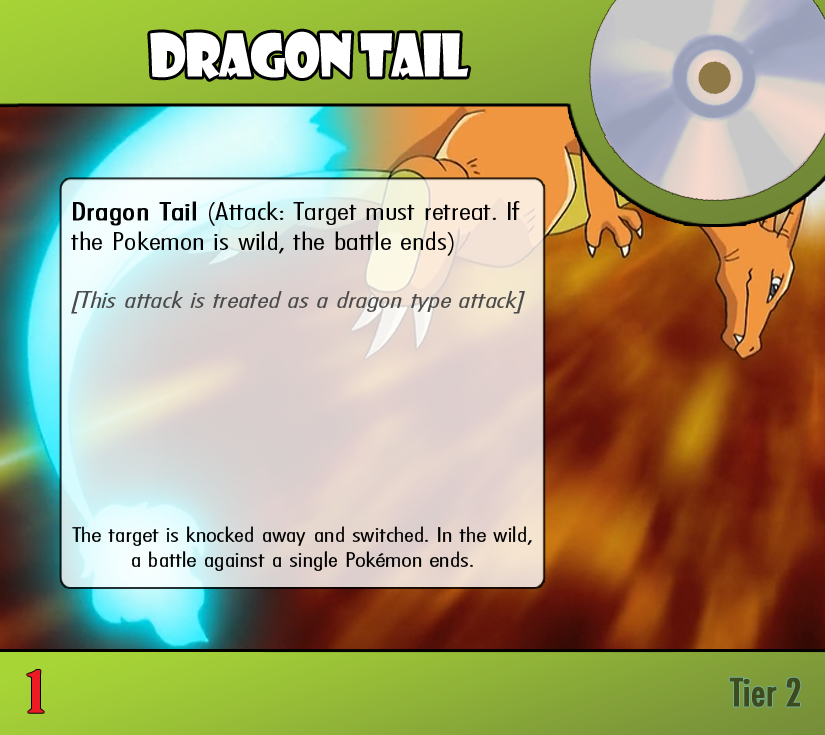 DRAGON TAIL
Dragon Tail (Attack: Target must retreat. If
the Pokemon is wild, the battle ends)
[This attack is treated as a dragon type attack]
The target is knocked away and switched. In the wild,
a battle against a single Pokémon ends.
1
Tier 2